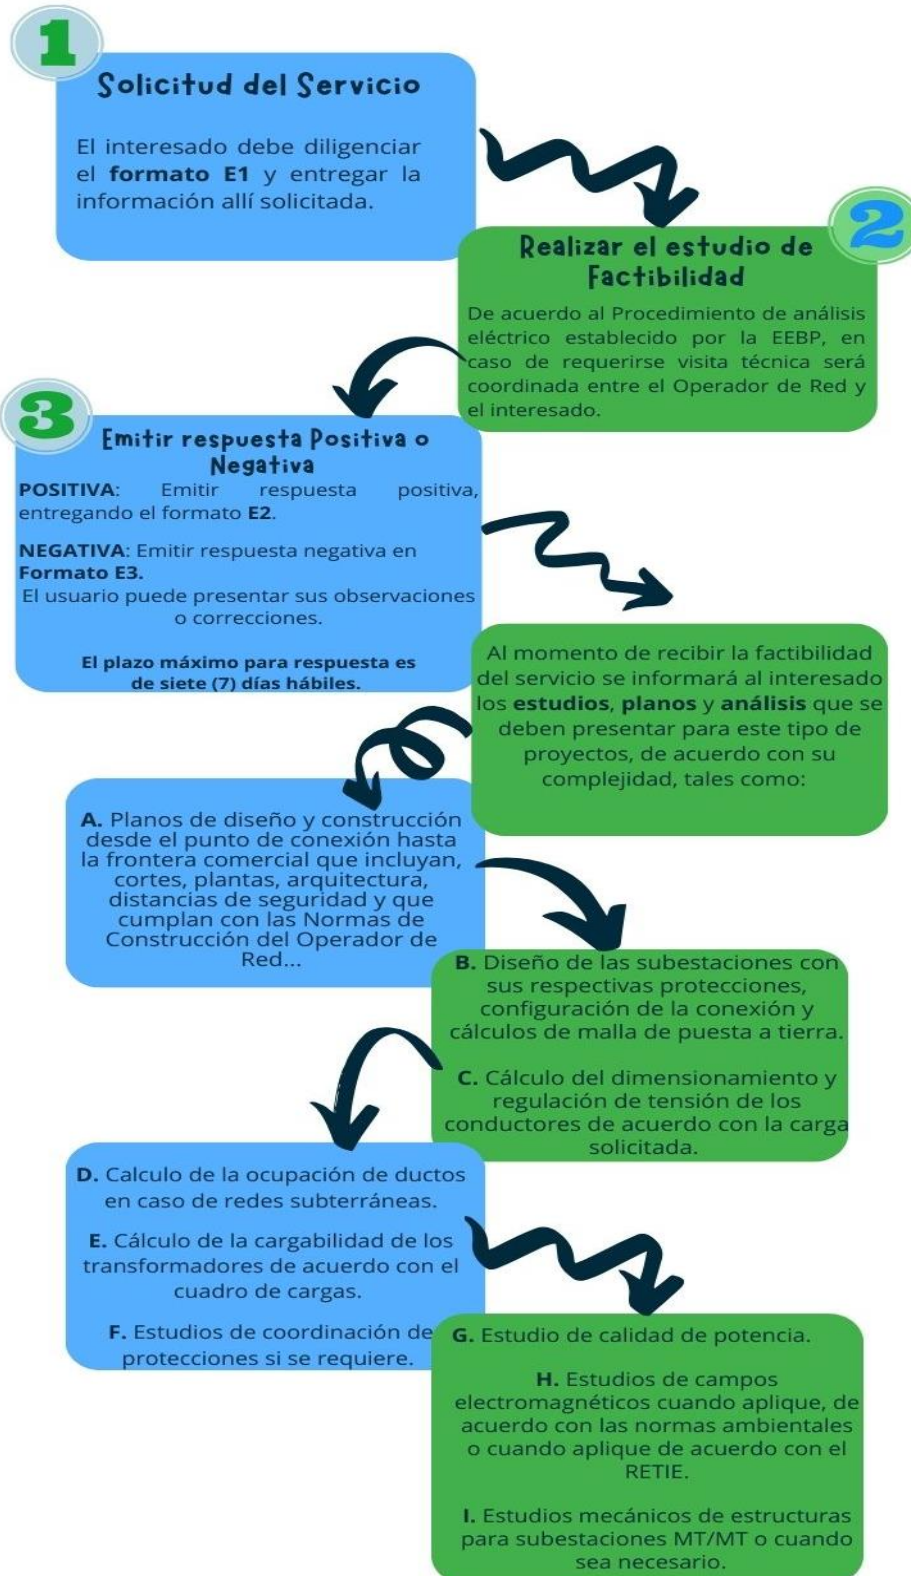 1
Solicitud del Servicio
El interesado debe diligenciar
el formato E1 y entregar la
información allí solicitada.
2
Realizar el estudio de
Factibilidad
De acuerdo al Procedimiento de análisis
eléctrico establecido por la EEBP, en
caso de requerirse visita técnica será
coordinada entre el Operador de Red y
el interesado.
3
Emitir respuesta Positiva o
Negativa
POSITIVA: Emitir respuesta positiva,
entregando el formato E2.
NEGATIVA: Emitir respuesta negativa en
Formato E3.
El usuario puede presentar sus observaciones
o correcciones.
El plazo máximo para respuesta es
de siete (7) días hábiles.
Al momento de recibir la factibilidad
del servicio se informará al interesado
los estudios, planos y análisis que se
deben presentar para este tipo de
proyectos, de acuerdo con su
complejidad, tales como:
A. Planos de diseño y construcción
desde el punto de conexión hasta
la frontera comercial que incluyan,
cortes, plantas, arquitectura,
distancias de seguridad y que
cumplan con las Normas de
Construcción del Operador de
Red...
B. Diseño de las subestaciones con
sus respectivas protecciones,
configuración de la conexión y
cálculos de malla de puesta a tierra.
C. Cálculo del dimensionamiento y
regulación de tensión de los
conductores de acuerdo con la carga
solicitada.
D. Calculo de la ocupación de ductos
en caso de redes subterráneas.
E. Cálculo de la cargabilidad de los
transformadores de acuerdo con el
cuadro de cargas.
F. Estudios de coordinación de
protecciones si se requiere.
G. Estudio de calidad de potencia.
H. Estudios de campos
electromagnéticos cuando aplique, de
acuerdo con las normas ambientales
o cuando aplique de acuerdo con el
RETIE.
I. Estudios mecánicos de estructuras
para subestaciones MT/MT o cuando
sea necesario.